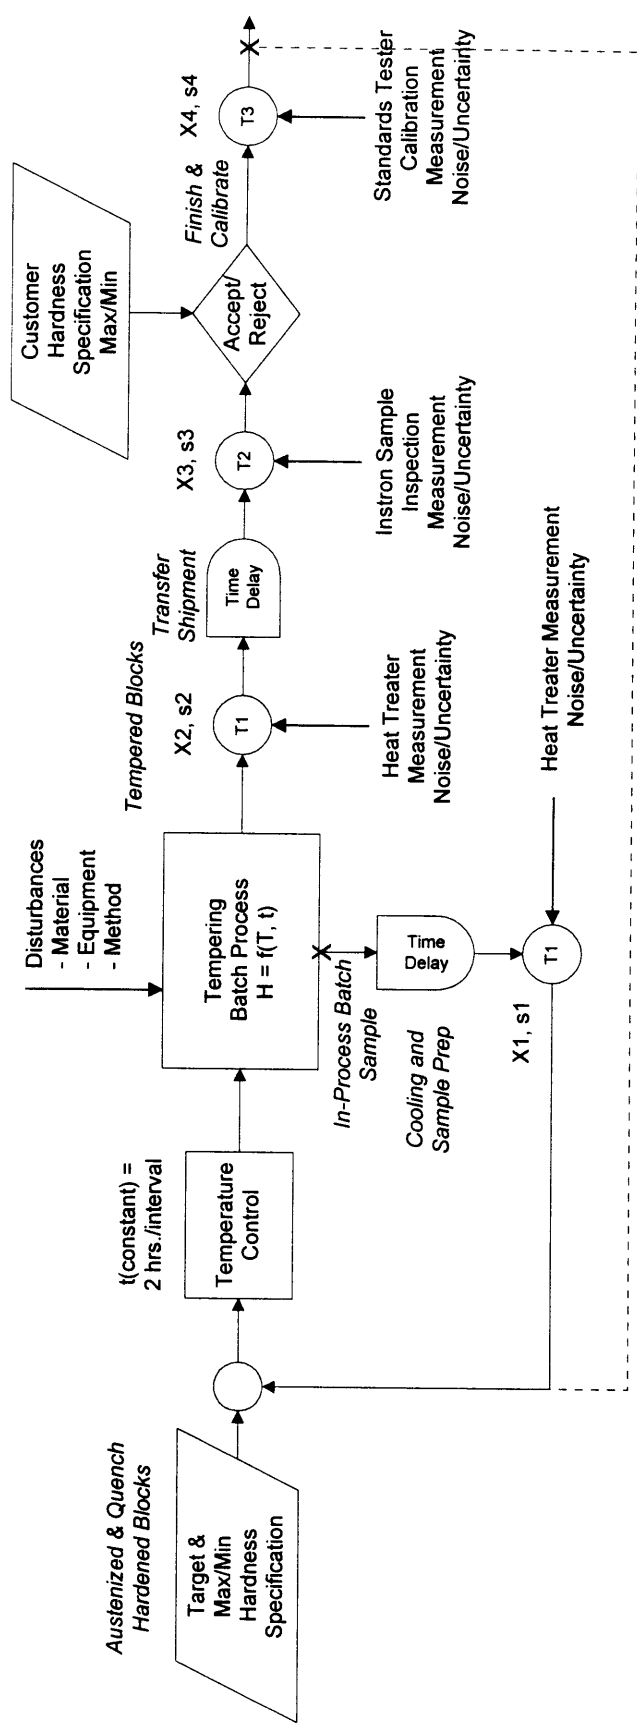 Austenized & Quench
Hardened Blocks
Target &
Max/Min
Hardness
Specification
t(constant) =
2 hrs./interval
Temperature
Control
Disturbances
- Material
- Equipment
- Method
Tempering
Batch Process
H = f(T, t)
In-Process Batch
Sample
Time
Delay
Cooling and
Sample Prep
T1
X1, s1
Heat Treater Measurement
Noise/Uncertainty
Tempered Blocks
X2, s2
T1
Heat Treater
Measurement
Noise/Uncertainty
Transfer
Shipment
Time
Delay
X3, s3
T2
Instron Sample
Inspection
Measurement
Noise/Uncertainty
Customer
Hardness
Specification
Max/Min
Accept/
Reject
Finish &
Calibrate
X4, s4
T3
Standards Tester
Calibration
Measurement
Noise/Uncertainty